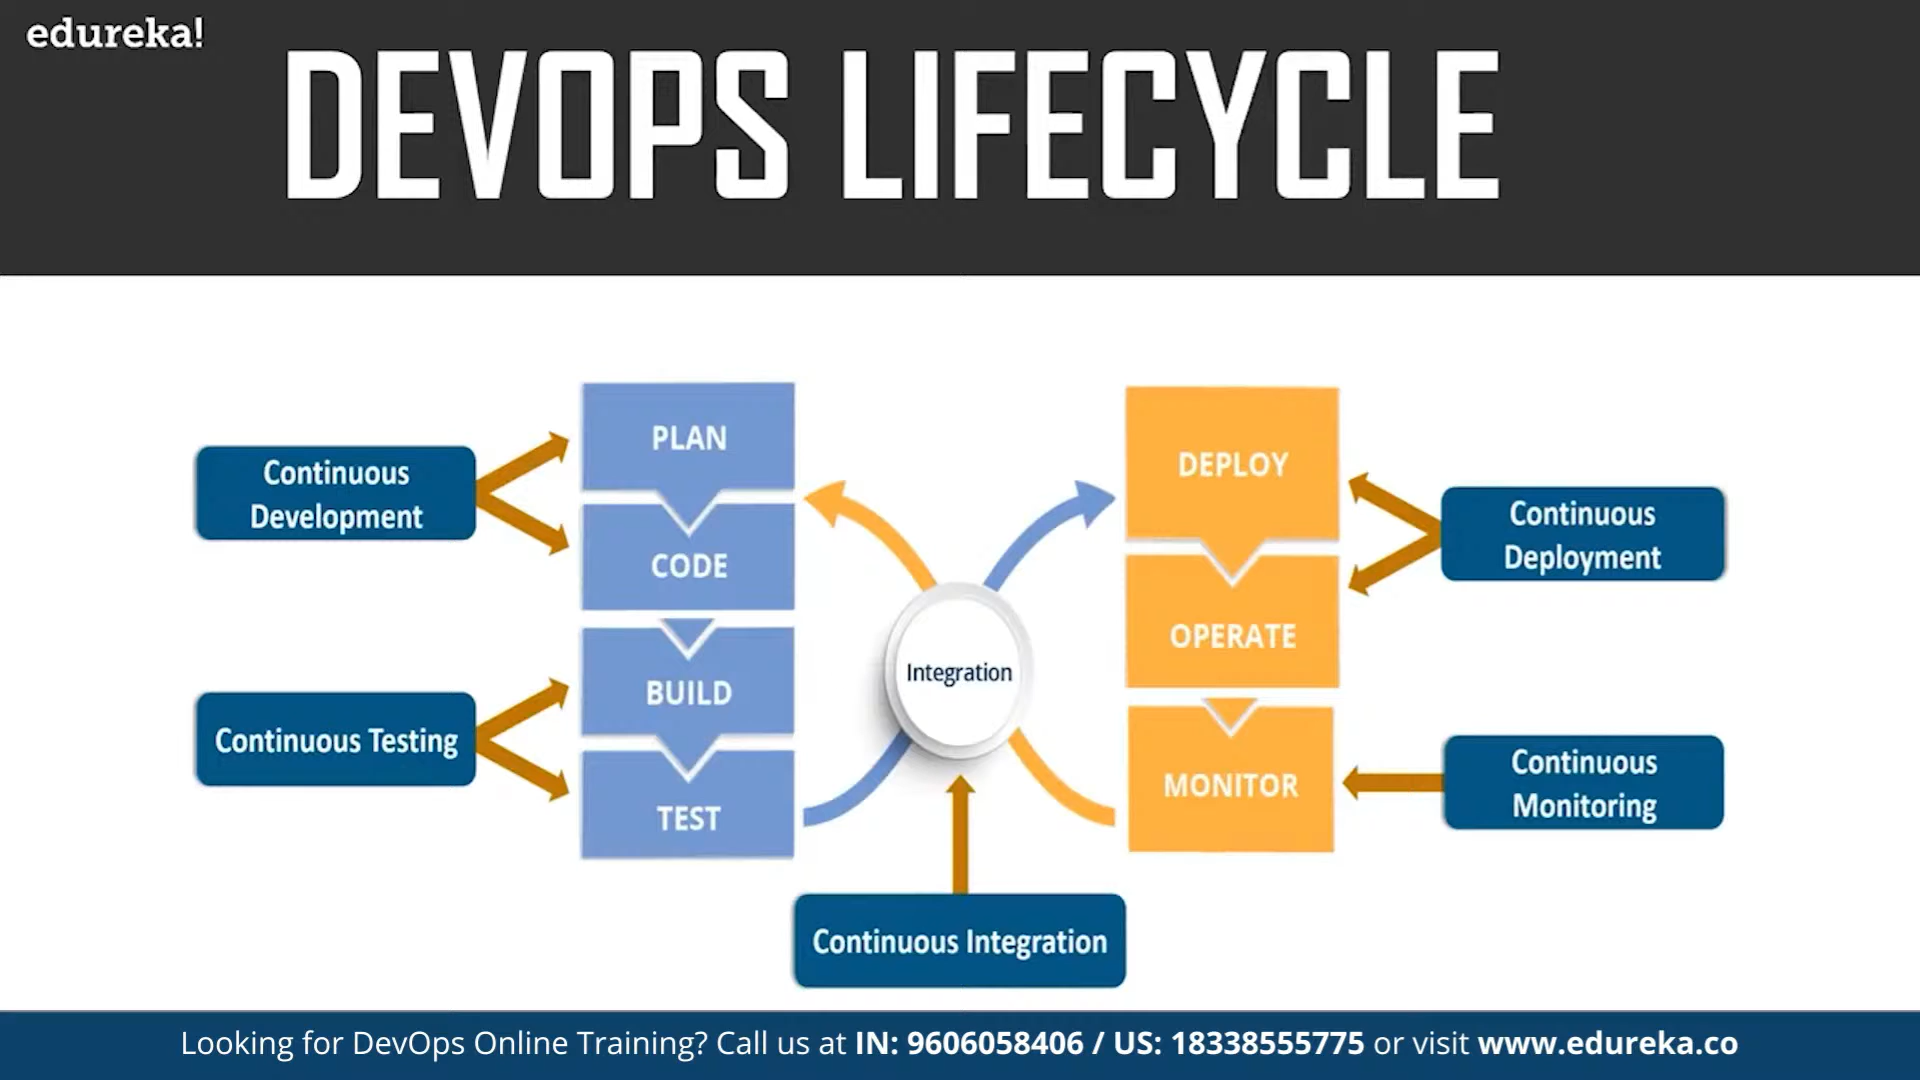 edureka!
DEVOPS LIFECYCLE
Continuous
Development
Continuous Testing
PLAN
CODE
BUILD
TEST
Integration
Continuous Integration
DEPLOY
OPERATE
MONITOR
Continuous
Deployment
Continuous
Monitoring
Looking for DevOps Online Training? Call us at IN: 9606058406 / US: 18338555775 or visit www.edureka.co